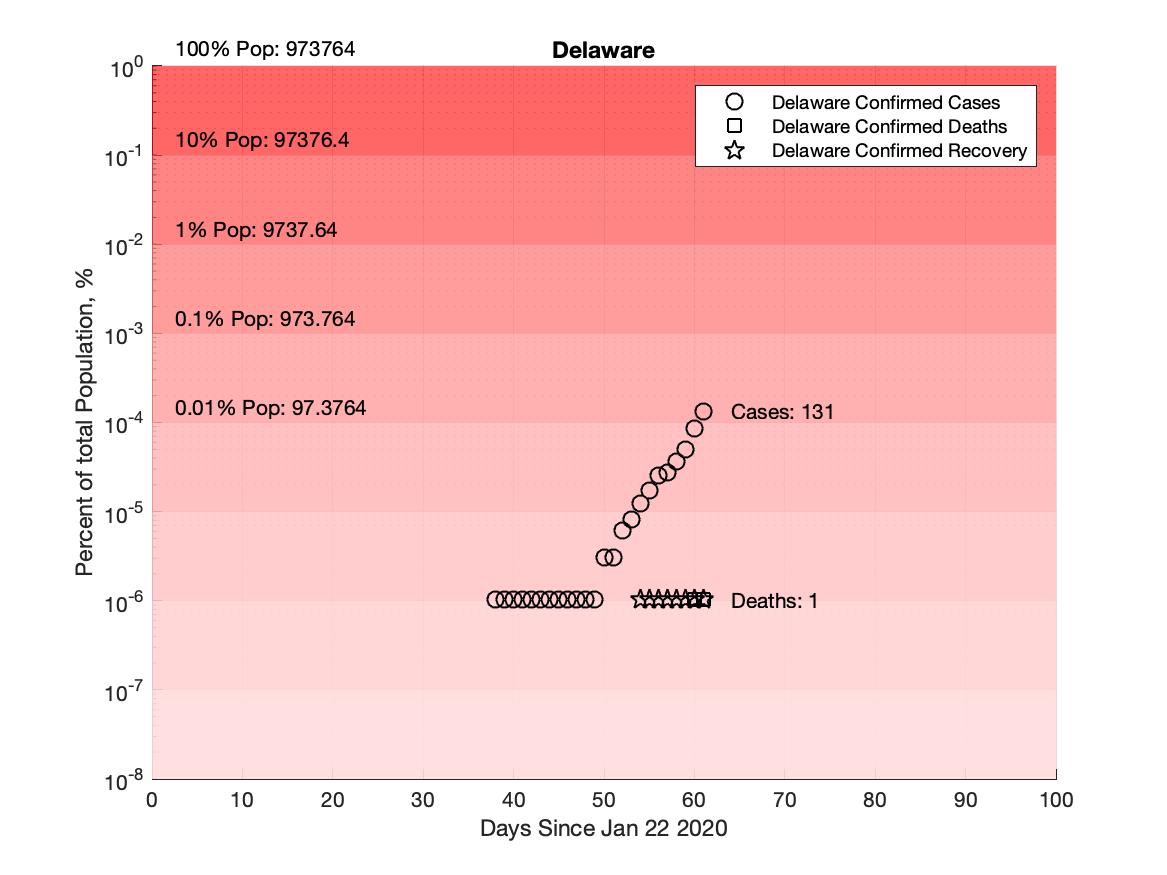 100% Pop: 973764
Delaware
10^0
Delaware Confirmed Cases
Delaware Confirmed Deaths
Delaware Confirmed Recovery
10% Pop: 97376.4
10^-1
1% Pop: 9737.64
10^-2
0.1% Pop: 973.764
10^-3
0.01% Pop: 97.3764
Cases: 131
10^-4
10^-5
10^-6
Deaths: 1
10^-7
10^-8
Percent of total Population, %
0 10 20 30 40 50 60 70 80 90 100
Days Since Jan 22 2020